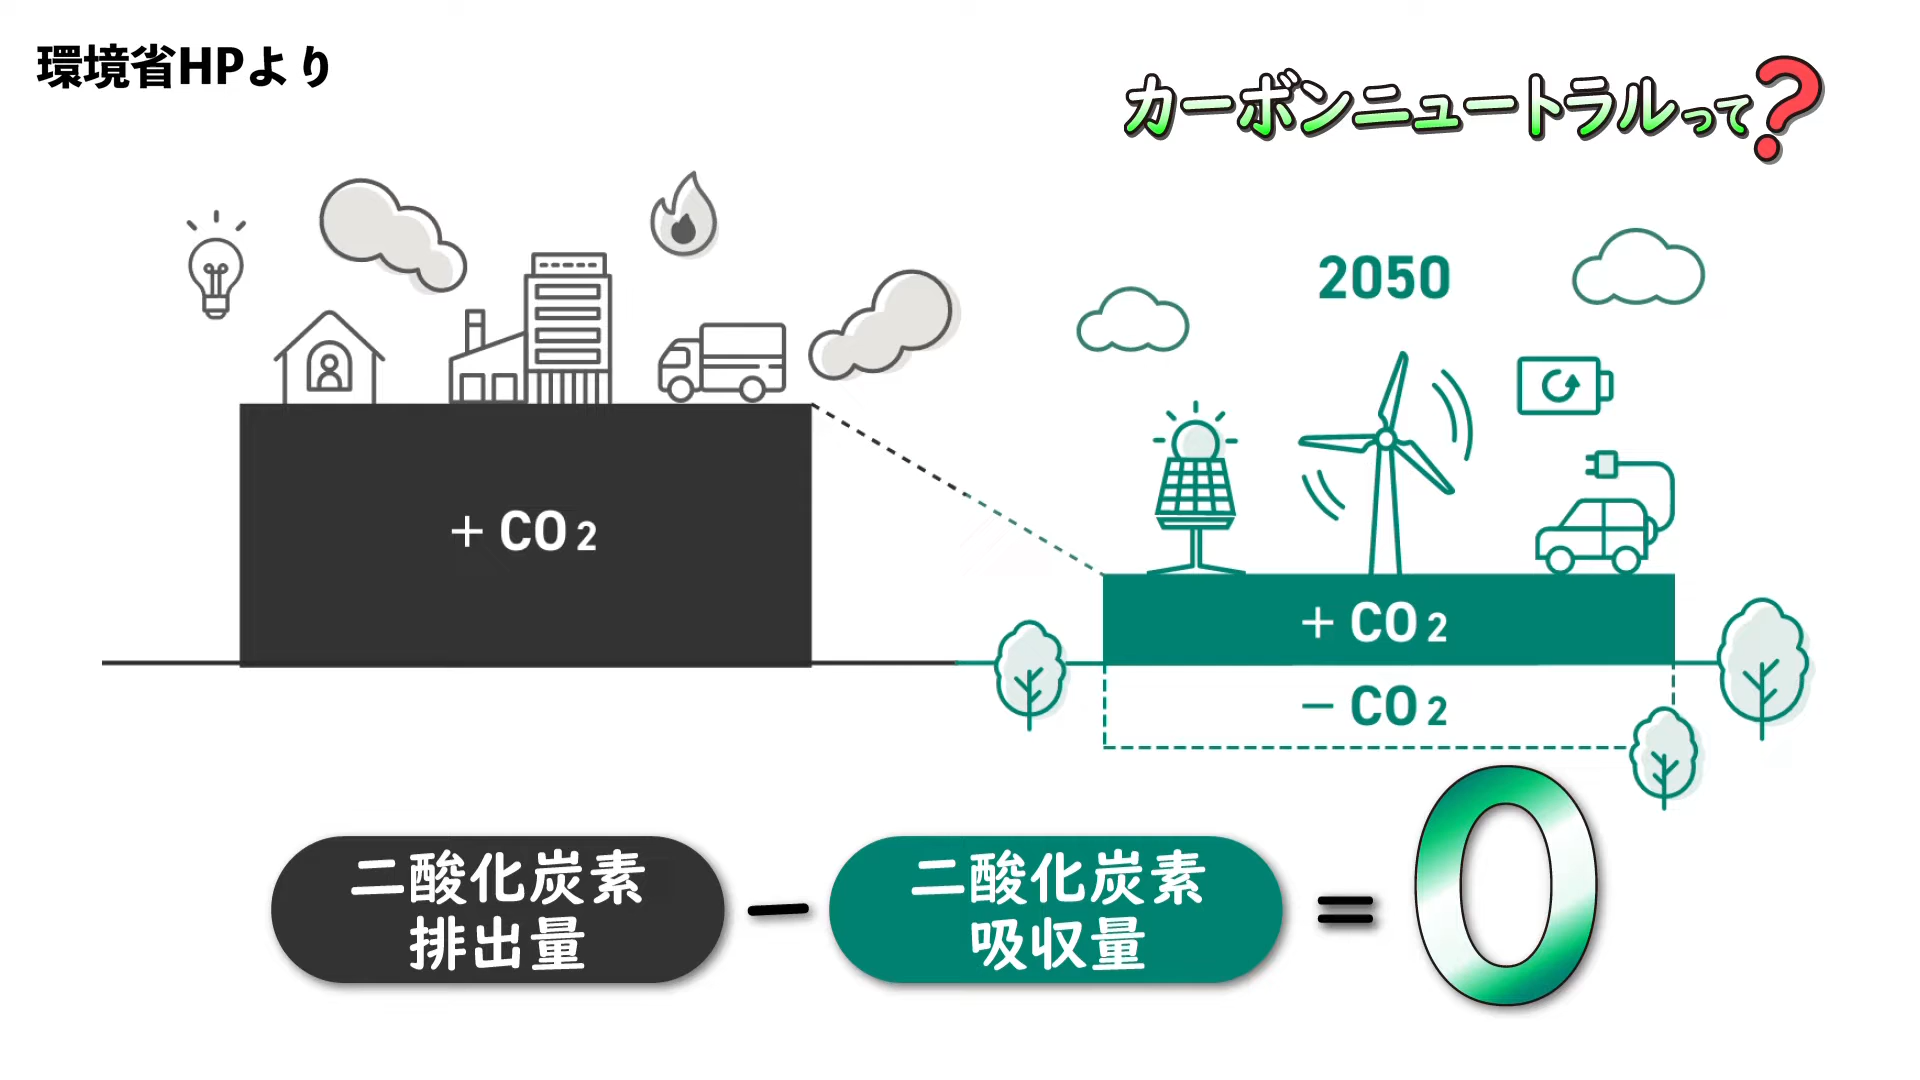 環境省HPより
カーボンニュートラルって?
2050
+ CO2
+ CO2
− CO2
二酸化炭素
排出量
−
二酸化炭素
吸収量
=
0